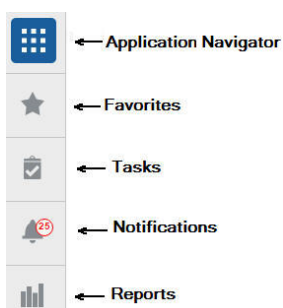 Application Navigator
Favorites
Tasks
25
Notifications
Reports